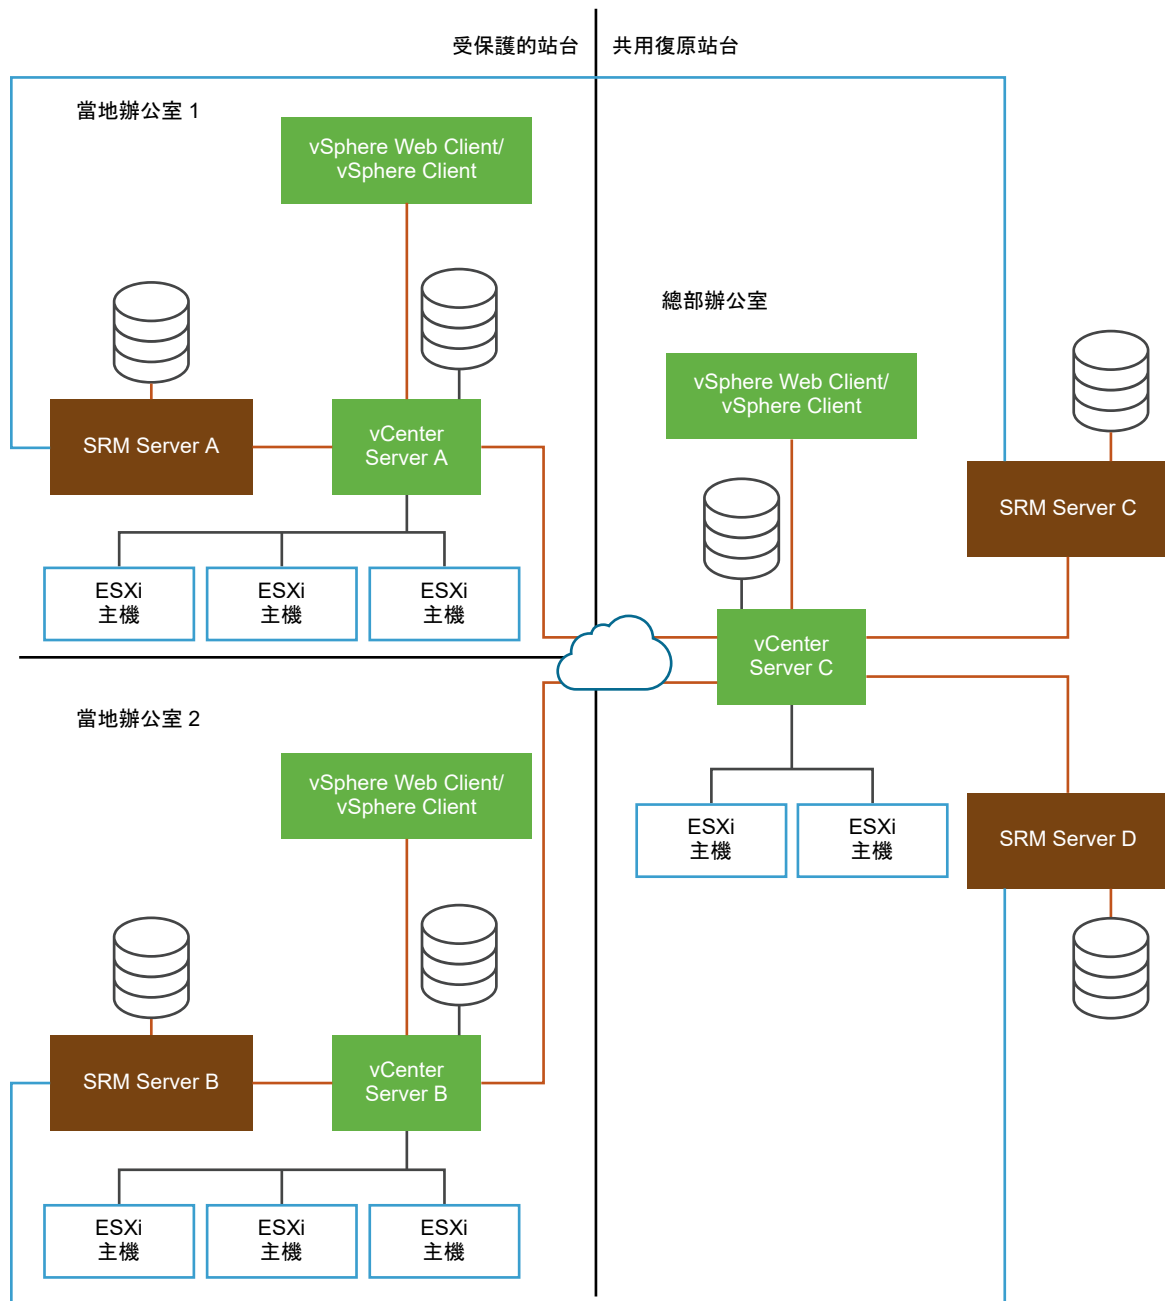 受保護的站台
共用復原站台
當地辦公室 1
vSphere Web Client/
vSphere Client
SRM Server A
vCenter
Server A
ESXi
主機
ESXi
主機
ESXi
主機
總部辦公室
vSphere Web Client/
vSphere Client
SRM Server C
vCenter
Server C
ESXi
主機
ESXi
主機
SRM Server D
當地辦公室 2
vSphere Web Client/
vSphere Client
SRM Server B
vCenter
Server B
ESXi
主機
ESXi
主機
ESXi
主機